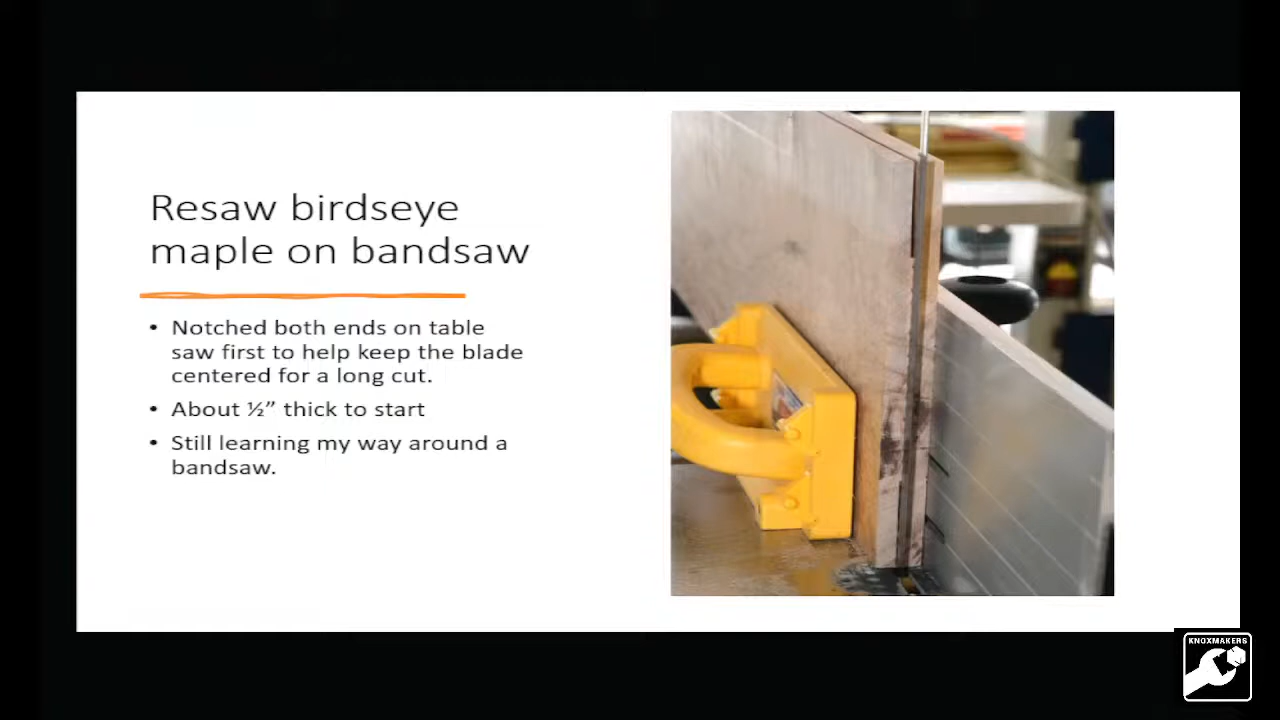 Resaw birdseye
maple on bandsaw
• Notched both ends on table
saw first to help keep the blade
centered for a long cut.
• About ½” thick to start
• Still learning my way around a
bandsaw.
KNOXMAKERS